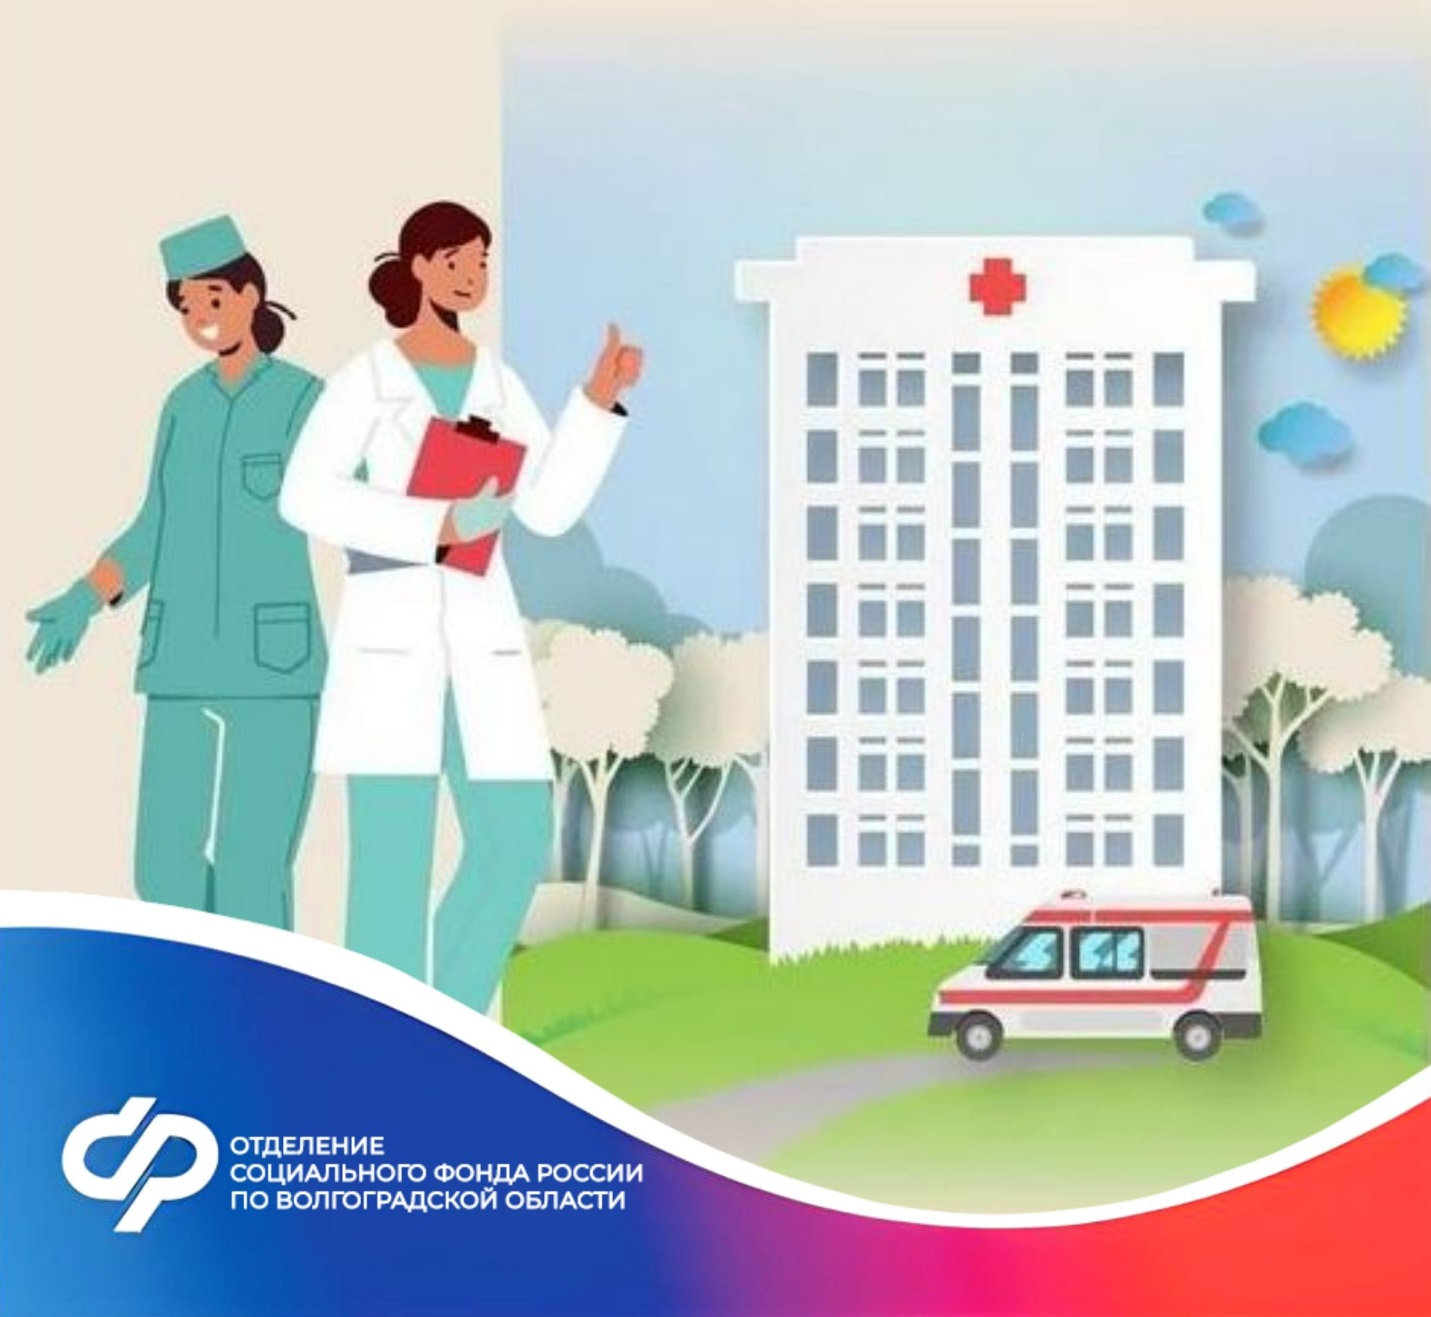 ОТДЕЛЕНИЕ
СОЦИАЛЬНОГО ФОНДА РОССИИ
ПО ВОЛГОГРАДСКОЙ ОБЛАСТИ